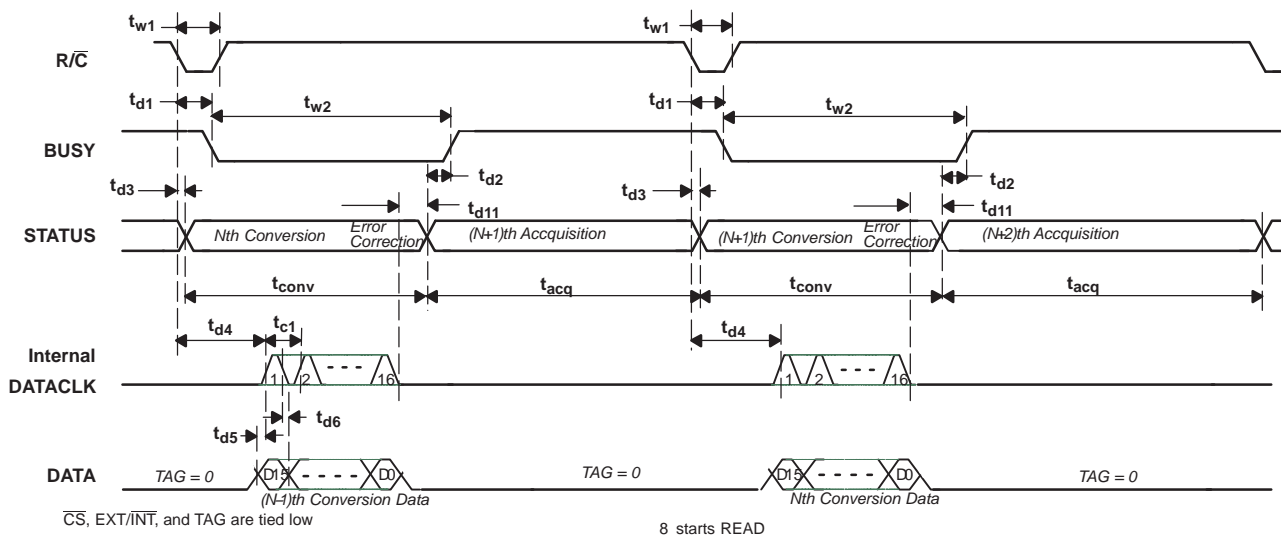 tw1 tw1
R/C̅
td1 tw2 td1 tw2
BUSY
td3 td2 td3 td2
td11 td11
STATUS Nth Conversion Error Correction (N+1)th Accquisition (N+1)th Conversion Error Correction (N+2)th Accquisition
tconv tacq tconv tacq
td4 tc1 td4
Internal DATACLK 1 2 - - - 16 1 2 - - - 16
td5 td6
DATA TAG = 0 D15 - - - - D0 TAG = 0 D15 - - - - D0 TAG = 0
(N-1)th Conversion Data Nth Conversion Data
C̅S̅, EXT/I̅N̅T̅, and TAG are tied low
8 starts READ